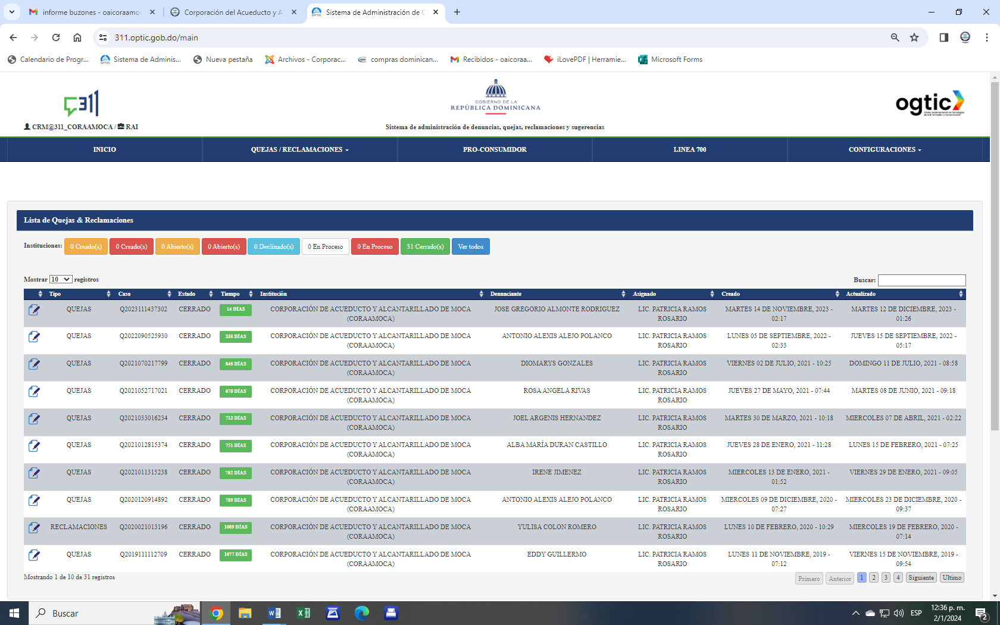 informe buzones - oaicoraamoc
Corporación del Acueducto y Al
Sistema de Administración de C
311.optic.gob.do/main
Calendario de Progr...
Sistema de Adminis...
Nueva pestaña
Archivos - Corporac...
compras dominican...
Recibidos - oaicoraa...
iLovePDF | Herramie...
Microsoft Forms
311
GOBIERNO DE LA
REPÚBLICA DOMINICANA
ogtic
CRM@311_CORAAMOCA / RAI
Sistema de administración de denuncias, quejas, reclamaciones y sugerencias
INICIO QUEJAS / RECLAMACIONES PRO-CONSUMIDOR LINEA 700 CONFIGURACIONES
Lista de Quejas & Reclamaciones
Instituciones: 0 Creado(s) 0 Creado(s) 0 Abierto(s) 0 Abierto(s) 0 Declinado(s) 0 En Proceso 0 En Proceso 31 Cerrado(s) Ver todos
Mostrar 10 registros Buscar:
Tipo Caso Estado Tiempo Institución Denunciante Asignado Creado Actualizado
QUEJAS Q2023111437302 CERRADO 14 DÍAS CORPORACIÓN DE ACUEDUCTO Y ALCANTARILLADO DE MOCA JOSE GREGORIO ALMONTE RODRIGUEZ LIC. PATRICIA RAMOS MARTES 14 DE NOVIEMBRE, 2023 - MARTES 12 DE DICIEMBRE, 2023 -
(CORAAMOCA) ROSARIO 02:17 01:26
QUEJAS Q2022090525930 CERRADO 338 DÍAS CORPORACIÓN DE ACUEDUCTO Y ALCANTARILLADO DE MOCA ANTONIO ALEXIS ALEJO POLANCO LIC. PATRICIA RAMOS LUNES 05 DE SEPTIEMBRE, 2022 - JUEVES 15 DE SEPTIEMBRE, 2022 -
(CORAAMOCA) ROSARIO 02:33 05:17
QUEJAS Q2021070217799 CERRADO 646 DÍAS CORPORACIÓN DE ACUEDUCTO Y ALCANTARILLADO DE MOCA DIOMARYS GONZALES LIC. PATRICIA RAMOS VIERNES 02 DE JULIO, 2021 - 10:25 DOMINGO 11 DE JULIO, 2021 - 08:58
(CORAAMOCA) ROSARIO
QUEJAS Q2021052717021 CERRADO 670 DÍAS CORPORACIÓN DE ACUEDUCTO Y ALCANTARILLADO DE MOCA ROSA ANGELA RIVAS LIC. PATRICIA RAMOS JUEVES 27 DE MAYO, 2021 - 07:44 MARTES 08 DE JUNIO, 2021 - 09:18
(CORAAMOCA) ROSARIO
QUEJAS Q2021033016234 CERRADO 713 DÍAS CORPORACIÓN DE ACUEDUCTO Y ALCANTARILLADO DE MOCA JOEL ARGENIS HERNANDEZ LIC. PATRICIA RAMOS MARTES 30 DE MARZO, 2021 - 10:18 MIERCOLES 07 DE ABRIL, 2021 - 02:22
(CORAAMOCA) ROSARIO
QUEJAS Q2021012815374 CERRADO 751 DÍAS CORPORACIÓN DE ACUEDUCTO Y ALCANTARILLADO DE MOCA ALBA MARÍA DURAN CASTILLO LIC. PATRICIA RAMOS JUEVES 28 DE ENERO, 2021 - 11:28 LUNES 15 DE FEBRERO, 2021 - 07:25
(CORAAMOCA) ROSARIO
QUEJAS Q2021011315238 CERRADO 762 DÍAS CORPORACIÓN DE ACUEDUCTO Y ALCANTARILLADO DE MOCA IRENE JIMENEZ LIC. PATRICIA RAMOS MIERCOLES 13 DE ENERO, 2021 - VIERNES 29 DE ENERO, 2021 - 09:05
(CORAAMOCA) ROSARIO 01:52
QUEJAS Q2020120914892 CERRADO 789 DÍAS CORPORACIÓN DE ACUEDUCTO Y ALCANTARILLADO DE MOCA ANTONIO ALEXIS ALEJO POLANCO LIC. PATRICIA RAMOS MIERCOLES 09 DE DICIEMBRE, 2020 - MIERCOLES 23 DE DICIEMBRE, 2020 -
(CORAAMOCA) ROSARIO 07:27 09:37
RECLAMACIONES Q2020021013196 CERRADO 1009 DÍAS CORPORACIÓN DE ACUEDUCTO Y ALCANTARILLADO DE MOCA YULISA COLON ROMERO LIC. PATRICIA RAMOS LUNES 10 DE FEBRERO, 2020 - 10:29 MIERCOLES 19 DE FEBRERO, 2020 -
(CORAAMOCA) ROSARIO 07:14
QUEJAS Q2019111112709 CERRADO 1077 DÍAS CORPORACIÓN DE ACUEDUCTO Y ALCANTARILLADO DE MOCA EDDY GUILLERMO LIC. PATRICIA RAMOS LUNES 11 DE NOVIEMBRE, 2019 - VIERNES 15 DE NOVIEMBRE, 2019 -
(CORAAMOCA) ROSARIO 07:12 09:54
Mostrando 1 de 10 de 31 registros Primero Anterior 1 2 3 4 Siguiente Ultimo
Buscar
ESP
12:36 p. m.
2/1/2024
2